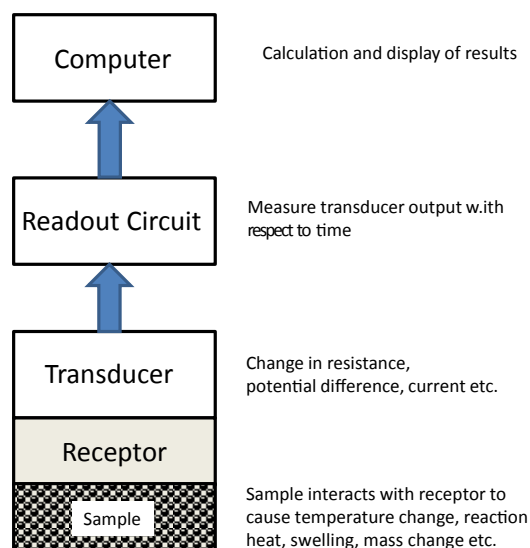 Computer
Calculation and display of results
Readout Circuit
Measure transducer output w.ith
respect to time
Transducer
Change in resistance,
potential difference, current etc.
Receptor
Sample
Sample interacts with receptor to
cause temperature change, reaction
heat, swelling, mass change etc.